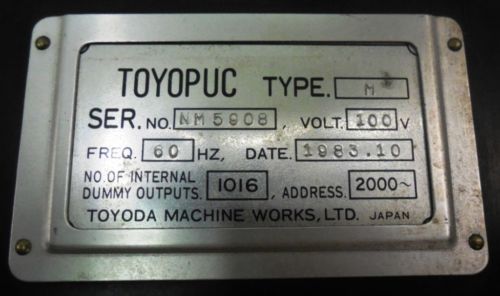 TOYOPUC TYPE. M
SER. NO. NM5908, VOLT. 100 V
FREQ. 60 HZ, DATE. 1983.10
NO. OF INTERNAL
DUMMY OUTPUTS. 1016, ADDRESS. 2000~
TOYODA MACHINE WORKS, LTD. JAPAN